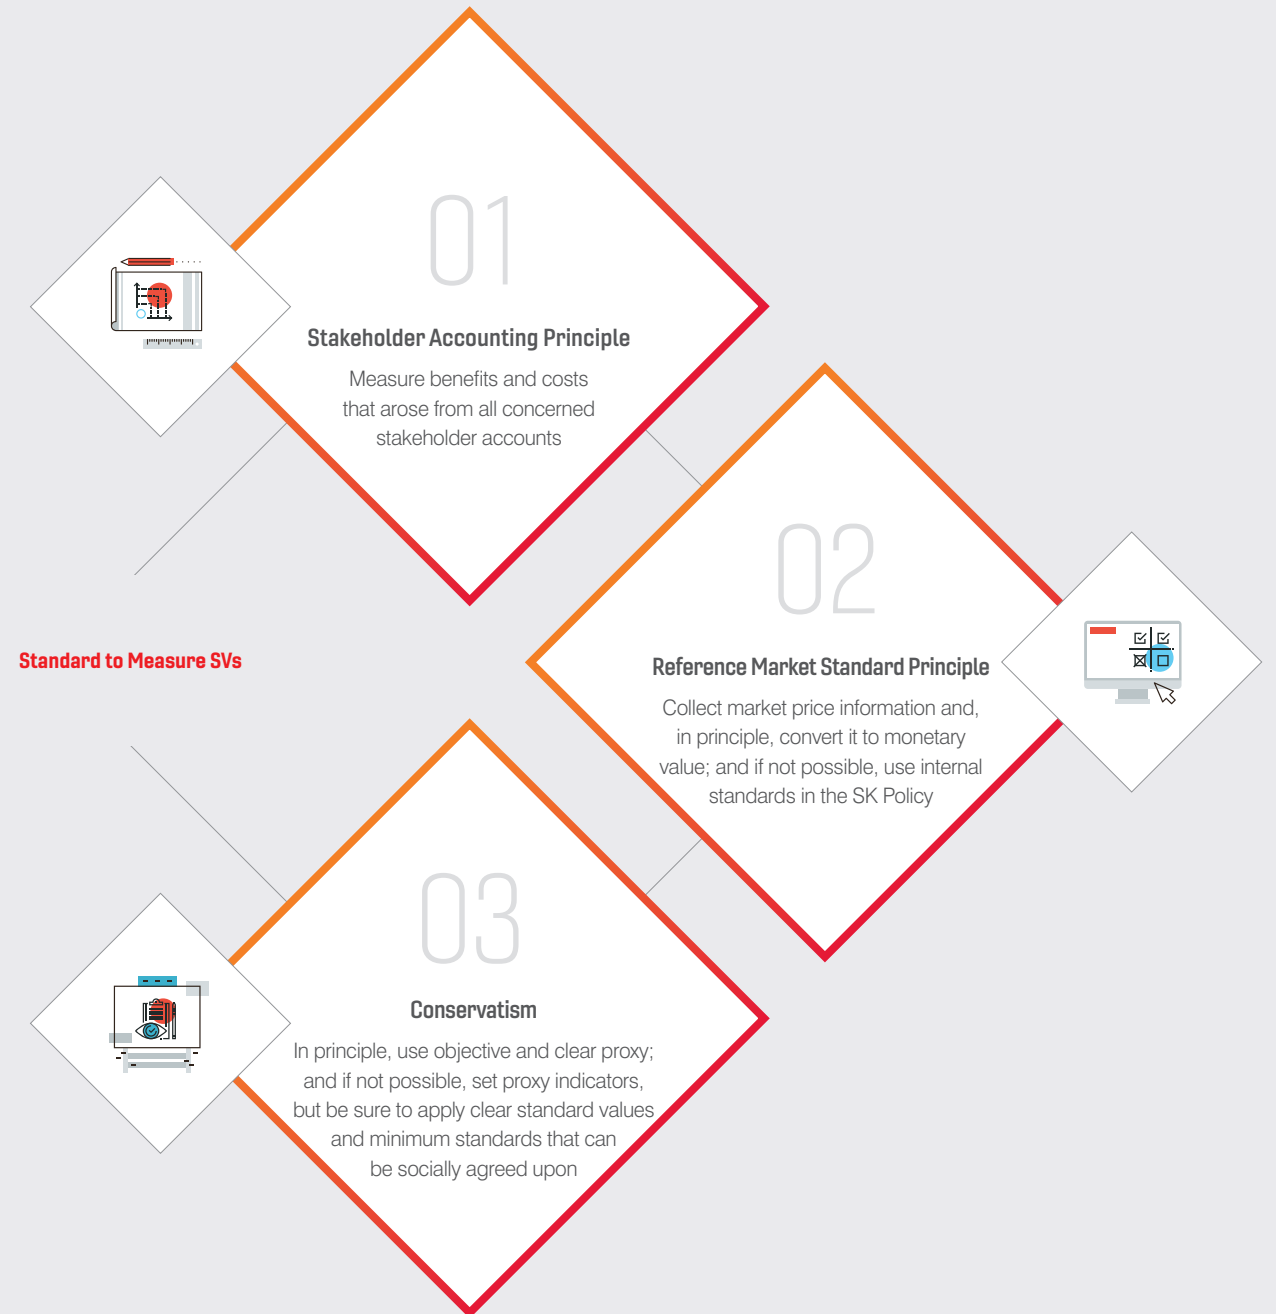 01
Stakeholder Accounting Principle
Measure benefits and costs
that arose from all concerned
stakeholder accounts
02
Standard to Measure SVs
Reference Market Standard Principle
Collect market price information and,
in principle, convert it to monetary
value; and if not possible, use internal
standards in the SK Policy
03
Conservatism
In principle, use objective and clear proxy;
and if not possible, set proxy indicators,
but be sure to apply clear standard values
and minimum standards that can
be socially agreed upon